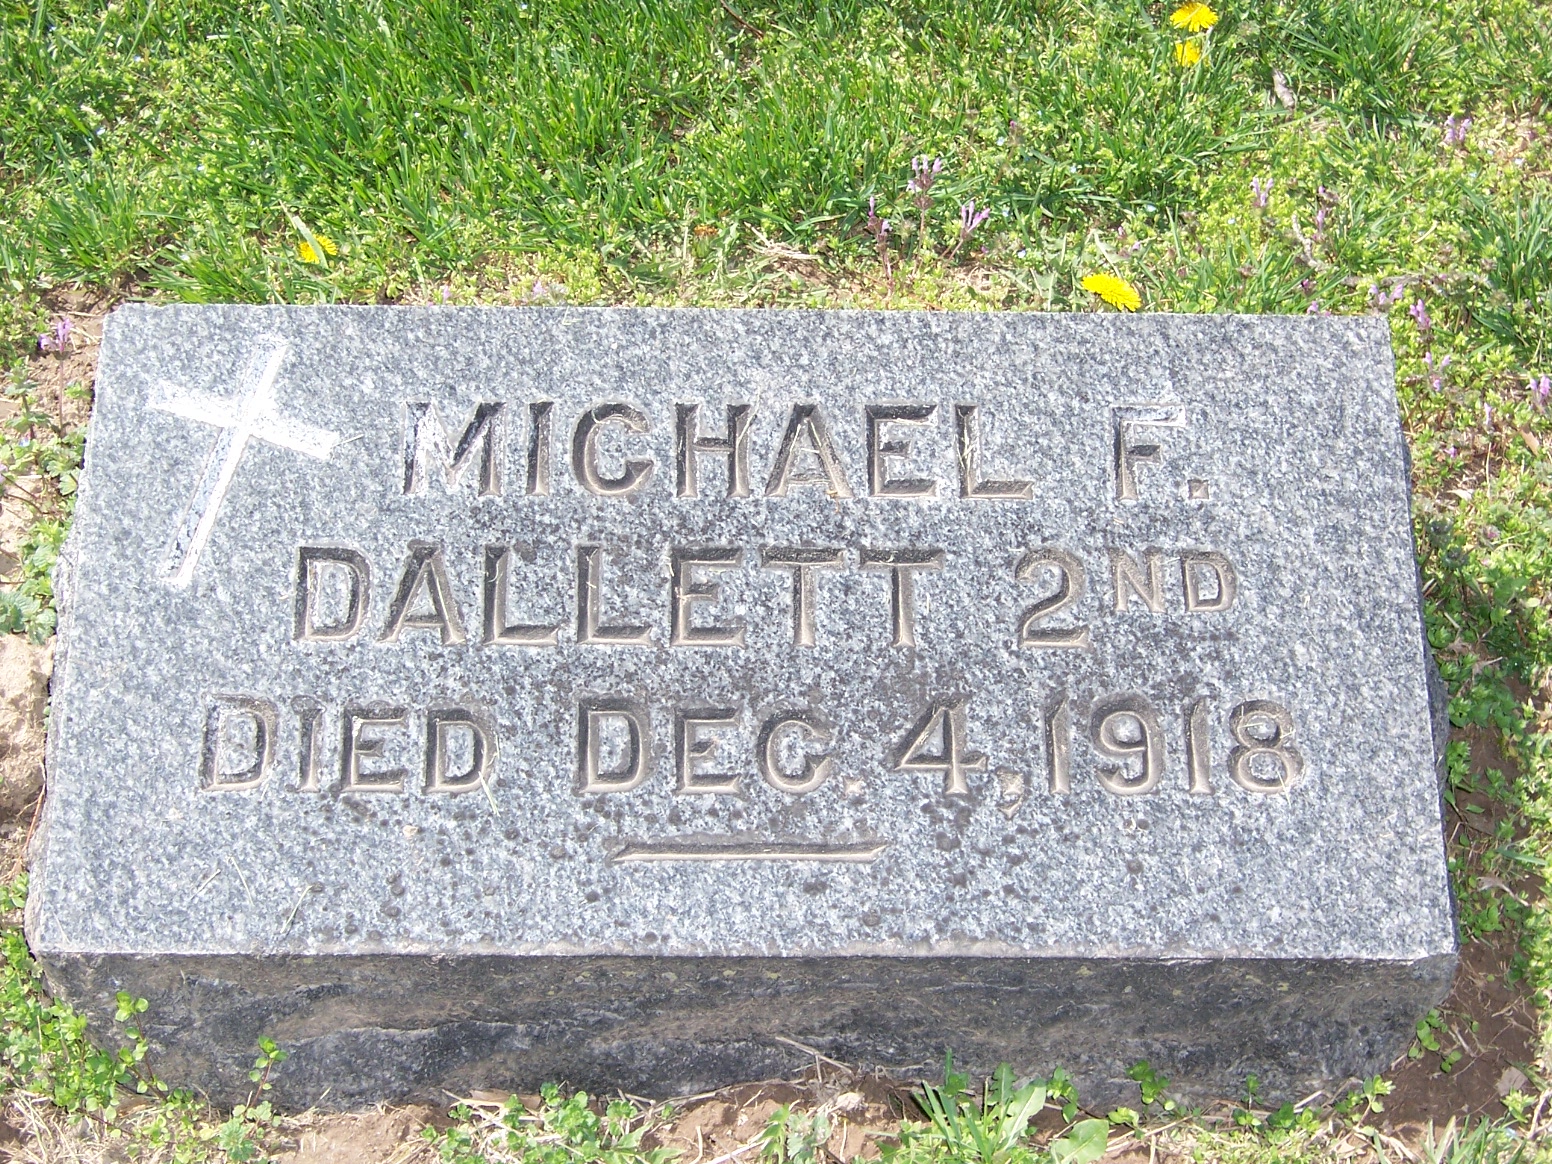 MICHAEL F.
DALLETT 2ND
DIED DEC. 4, 1918